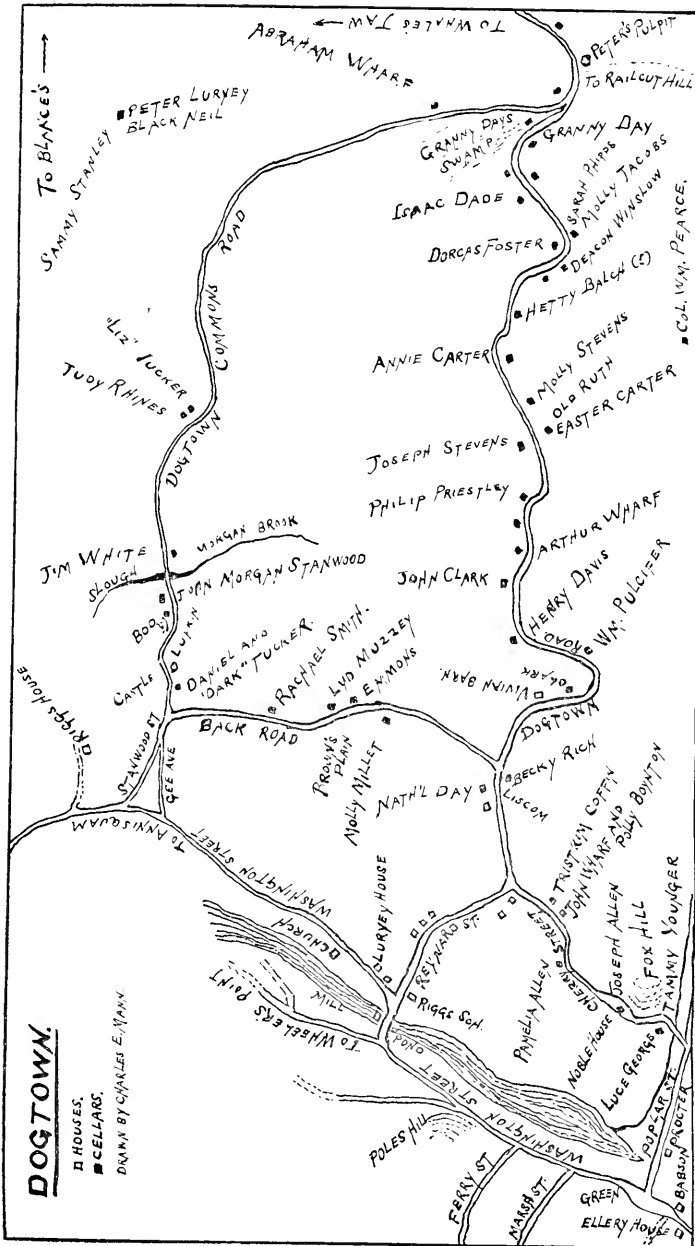 DOGTOWN.
HOUSES.
CELLARS.
DRAWN BY CHARLES E. MANN.
TO BLANCE'S
SAMMY STANLEY
PETER LURVEY
BLACK NEIL
ABRAHAM WHARF
TO WHALE'S JAW
PETER'S PULPIT
TO RAILCUT HILL
GRANNY DAYS
SWAMP
GRANNY DAY
ISAAC DADE
SARAH PHIPPS
MOLLY JACOBS
DORCAS FOSTER
DEACON WINSLOW
HETTY BALCH (?)
COL. WM. PEARCE.
ANNIE CARTER
MOLLY STEVENS
OLD RUTH
EASTER CARTER
JOSEPH STEVENS
PHILIP PRIESTLEY
ARTHUR WHARF
JOHN CLARK
HENRY DAVIS
WM. PULCIFER
DOGTOWN COMMONS ROAD
"LIZ" TUCKER
JUDY RHINES
JIM WHITE
SLOUGH
MORGAN BROOK
JOHN MORGAN STANWOOD
BOO
LUFKIN
CASTLE
DANIEL AND
"DARK" TUCKER.
RACHAEL SMITH.
LUD MUZZEY
EMMONS
BROWN'S
PLAIN
MOLLY MILLET
BACK ROAD
STANWOOD ST
GEE AVE
RIGGS HOUSE
TO ANNISQUAM
WASHINGTON STREET
VIVIAN BARN.
CLARK
DOGTOWN ROAD
NATH'L DAY
BECKY RICH
LISCOM
TRISTRUM COFFIN
JOHN WHARF AND
POLLY BOYNTON
CHURCH
LURVEY HOUSE
REYNARD ST.
RIGGS SCH.
MILL POND
TO WHEELER'S POINT
PAMELIA ALLEN
CHERRY STREET
JOSEPH ALLEN
FOX HILL
TAMMY YOUNGER
NOBLE HOUSE
LUCE GEORGE
POPLAR ST.
POLES HILL
WASHINGTON STREET
FERRY ST.
MARSH ST.
GREEN
BABSON
PROCTER
ELLERY HOUSE